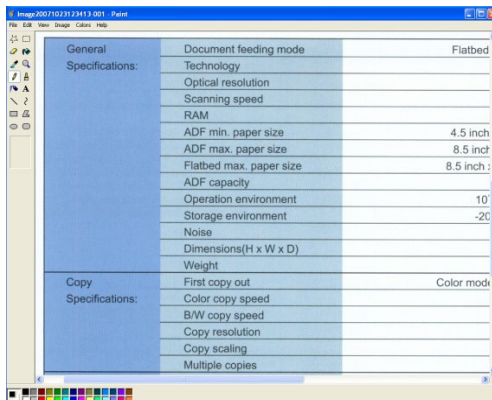 Image20071023123413-001 - Paint
File Edit View Image Colors Help
General Document feeding mode Flatbed
Specifications: Technology
Optical resolution
Scanning speed
RAM
ADF min. paper size 4.5 inch
ADF max. paper size 8.5 inch
Flatbed max. paper size 8.5 inch
ADF capacity
Operation environment 10
Storage environment -20
Noise
Dimensions(H x W x D)
Weight
Copy First copy out Color mode
Specifications: Color copy speed
B/W copy speed
Copy resolution
Copy scaling
Multiple copies